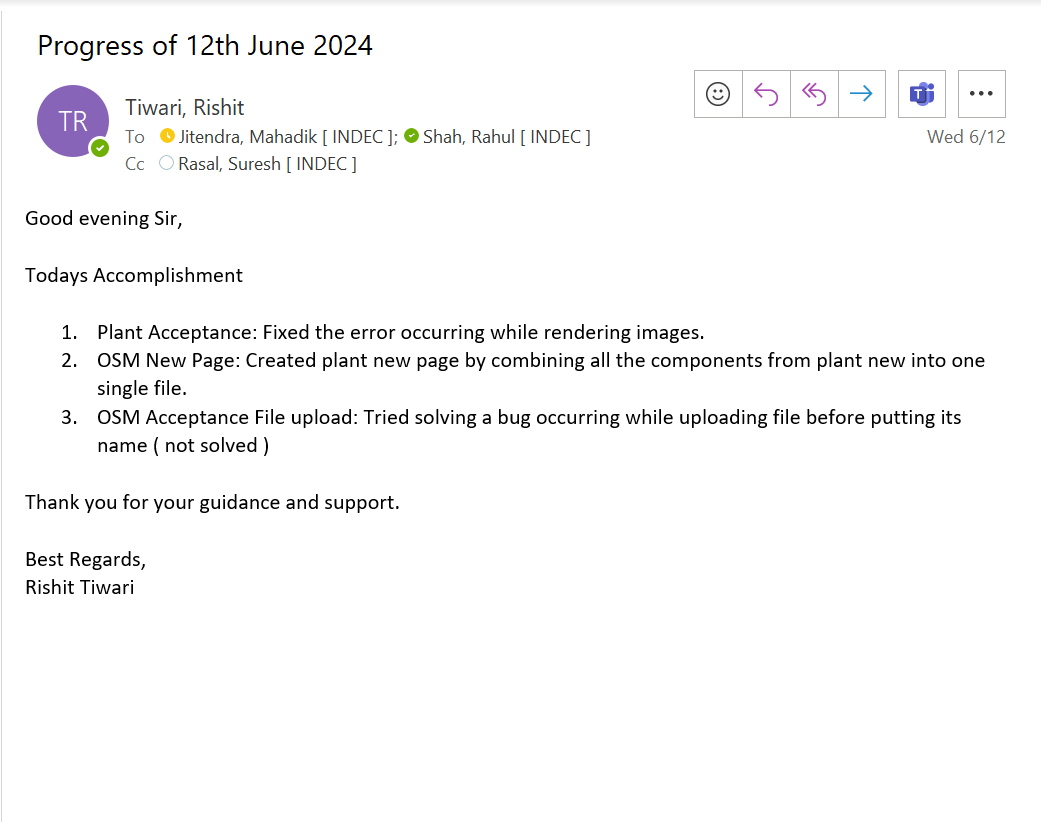 Progress of 12th June 2024
TR
Tiwari, Rishit
To Jitendra, Mahadik [ INDEC ]; Shah, Rahul [ INDEC ]
Wed 6/12
Cc Rasal, Suresh [ INDEC ]
Good evening Sir,
Todays Accomplishment
1. Plant Acceptance: Fixed the error occurring while rendering images.
2. OSM New Page: Created plant new page by combining all the components from plant new into one
single file.
3. OSM Acceptance File upload: Tried solving a bug occurring while uploading file before putting its
name ( not solved )
Thank you for your guidance and support.
Best Regards,
Rishit Tiwari